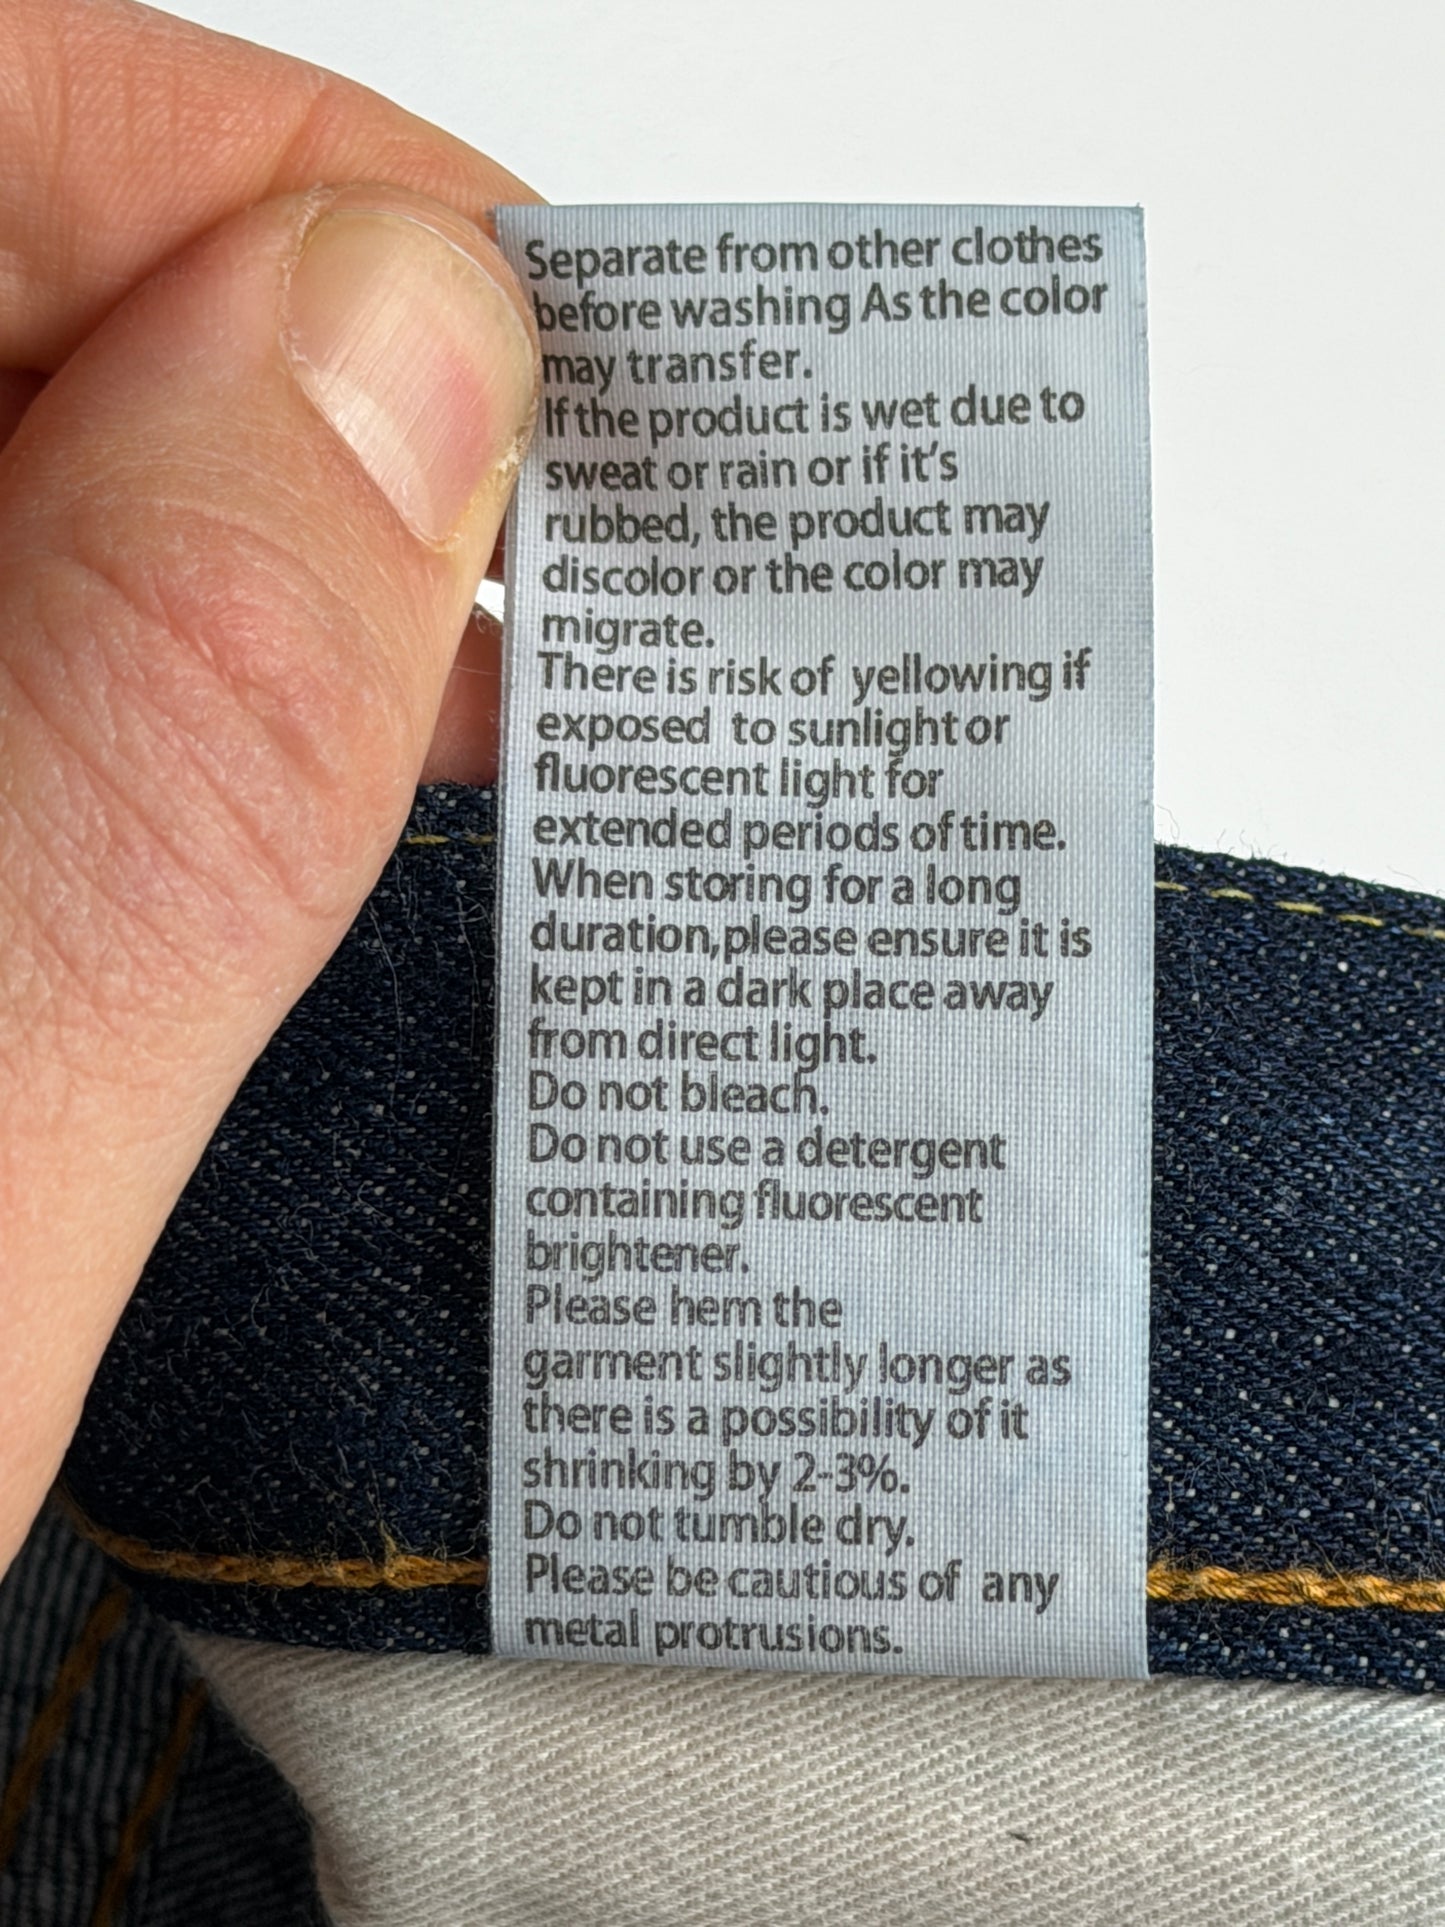 Separate from other clothes
before washing As the color
may transfer.
If the product is wet due to
sweat or rain or if it's
rubbed, the product may
discolor or the color may
migrate.
There is risk of yellowing if
exposed to sunlight or
fluorescent light for
extended periods of time.
When storing for a long
duration,please ensure it is
kept in a dark place away
from direct light.
Do not bleach.
Do not use a detergent
containing fluorescent
brightener.
Please hem the
garment slightly longer as
there is a possibility of it
shrinking by 2-3%.
Do not tumble dry.
Please be cautious of any
metal protrusions.